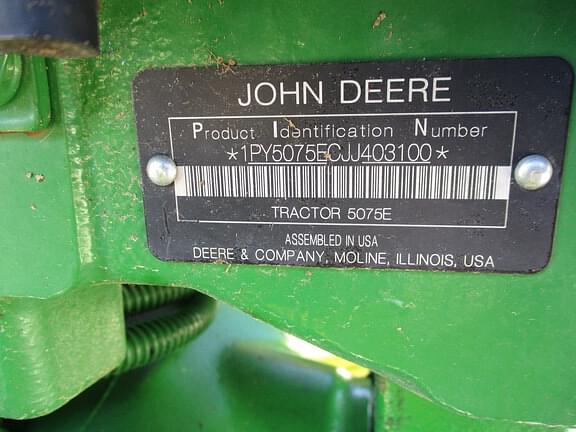 JOHN DEERE
Product Identification Number
*1PY5075ECJJ403100*
TRACTOR 5075E
ASSEMBLED IN USA
DEERE & COMPANY, MOLINE, ILLINOIS, USA